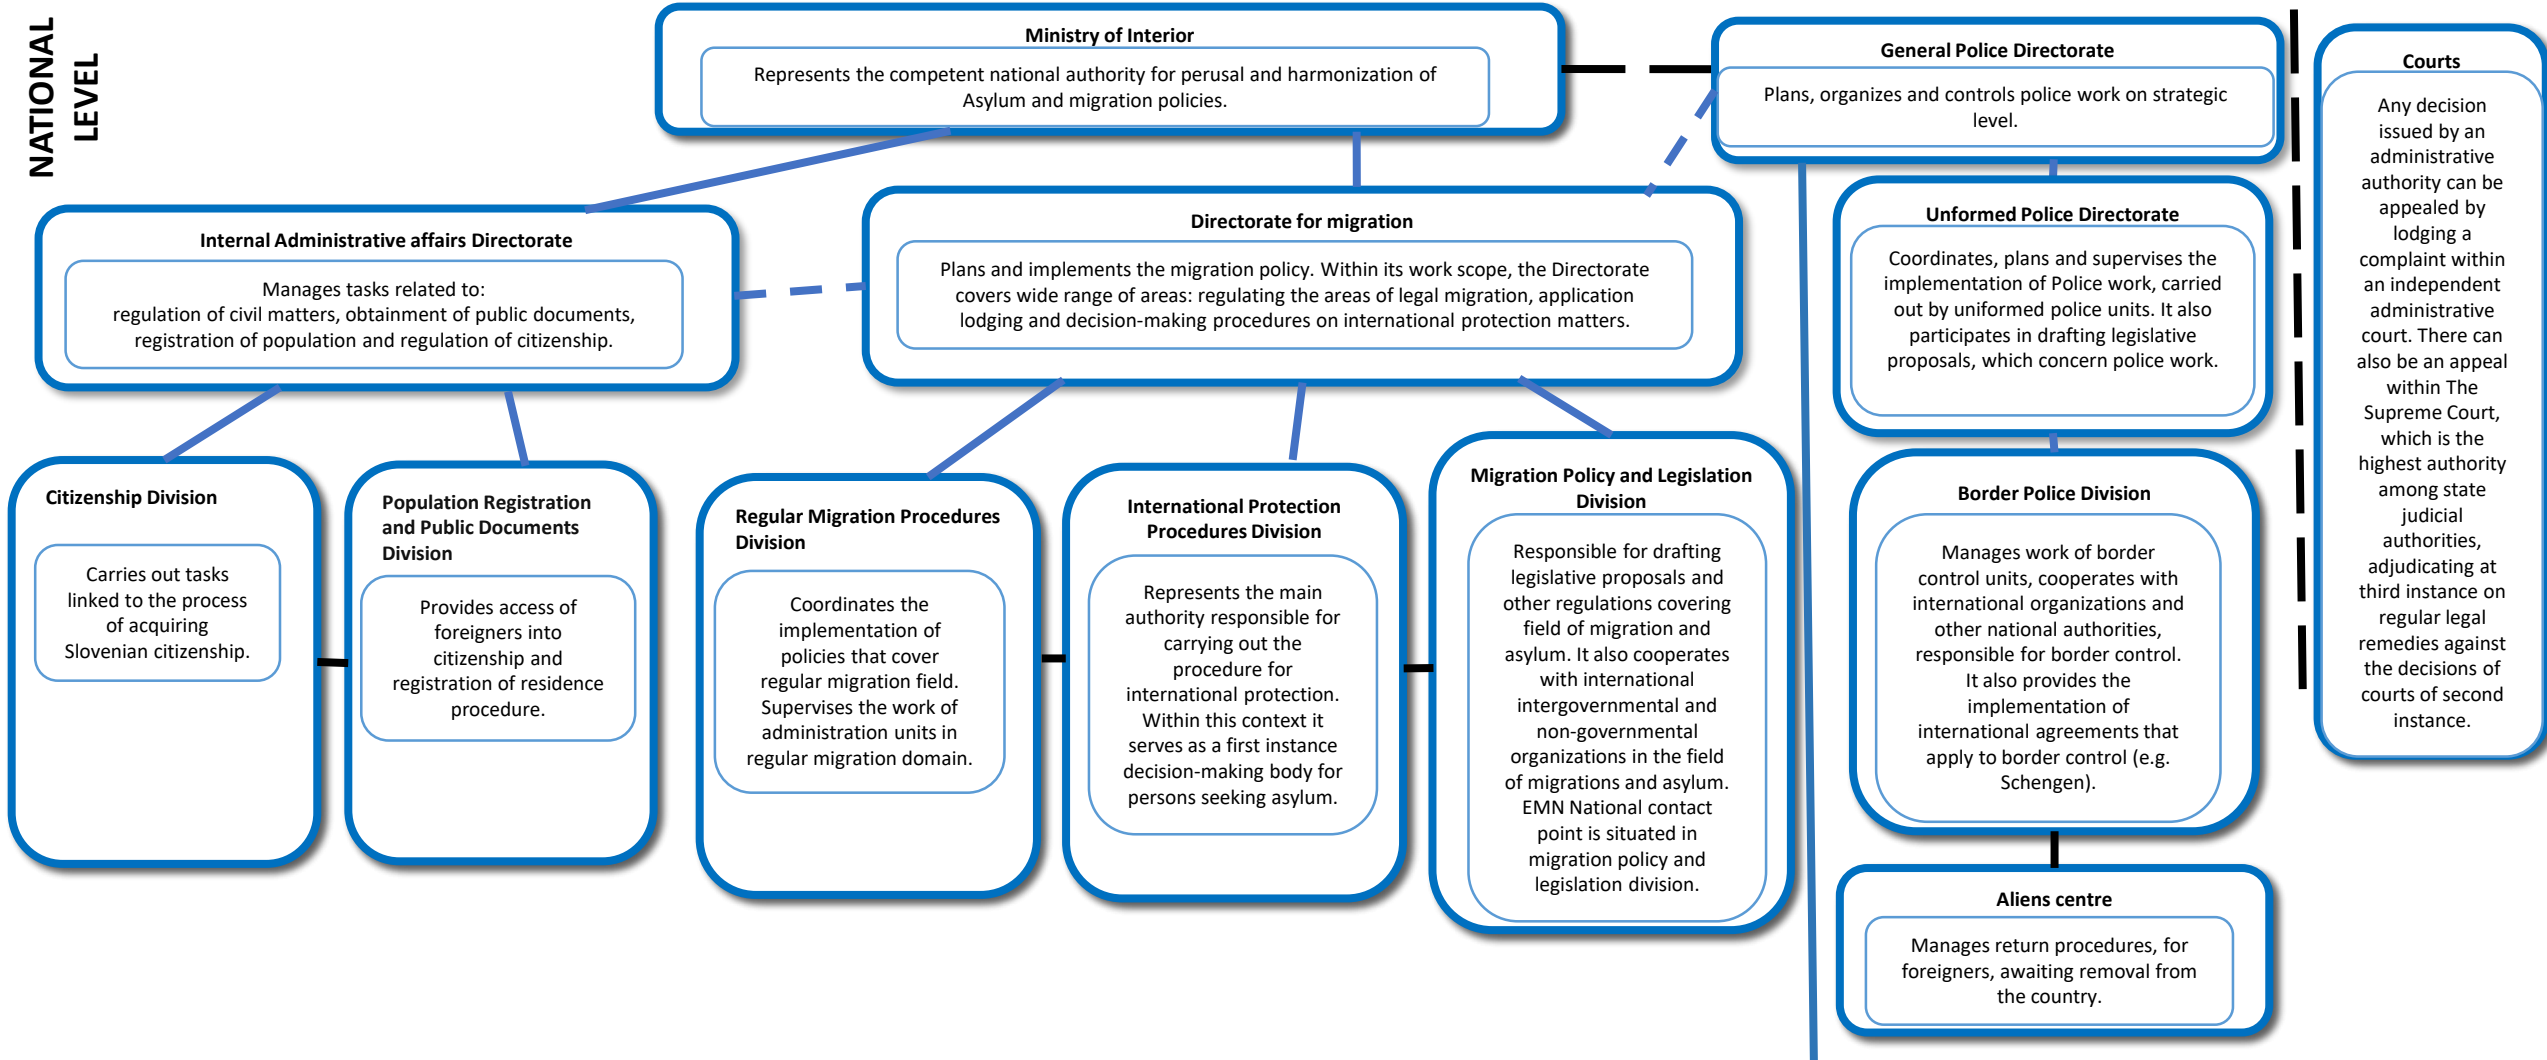 NATIONAL
LEVEL
Ministry of Interior
Represents the competent national authority for perusal and harmonization of
Asylum and migration policies.
General Police Directorate
Plans, organizes and controls police work on strategic
level.
Courts
Any decision
issued by an
administrative
authority can be
appealed by
lodging a
complaint within
an independent
administrative
court. There can
also be an appeal
within The
Supreme Court,
which is the
highest authority
among state
judicial
authorities,
adjudicating at
third instance on
regular legal
remedies against
the decisions of
courts of second
instance.
Internal Administrative affairs Directorate
Manages tasks related to:
regulation of civil matters, obtainment of public documents,
registration of population and regulation of citizenship.
Directorate for migration
Plans and implements the migration policy. Within its work scope, the Directorate
covers wide range of areas: regulating the areas of legal migration, application
lodging and decision-making procedures on international protection matters.
Unformed Police Directorate
Coordinates, plans and supervises the
implementation of Police work, carried
out by uniformed police units. It also
participates in drafting legislative
proposals, which concern police work.
Citizenship Division
Carries out tasks
linked to the process
of acquiring
Slovenian citizenship.
Population Registration
and Public Documents
Division
Provides access of
foreigners into
citizenship and
registration of residence
procedure.
Regular Migration Procedures
Division
Coordinates the
implementation of
policies that cover
regular migration field.
Supervises the work of
administration units in
regular migration domain.
International Protection
Procedures Division
Represents the main
authority responsible for
carrying out the
procedure for
international protection.
Within this context it
serves as a first instance
decision-making body for
persons seeking asylum.
Migration Policy and Legislation
Division
Responsible for drafting
legislative proposals and
other regulations covering
field of migration and
asylum. It also cooperates
with international
intergovernmental and
non-governmental
organizations in the field
of migrations and asylum.
EMN National contact
point is situated in
migration policy and
legislation division.
Border Police Division
Manages work of border
control units, cooperates with
international organizations and
other national authorities,
responsible for border control.
It also provides the
implementation of
international agreements that
apply to border control (e.g.
Schengen).
Aliens centre
Manages return procedures, for
foreigners, awaiting removal from
the country.